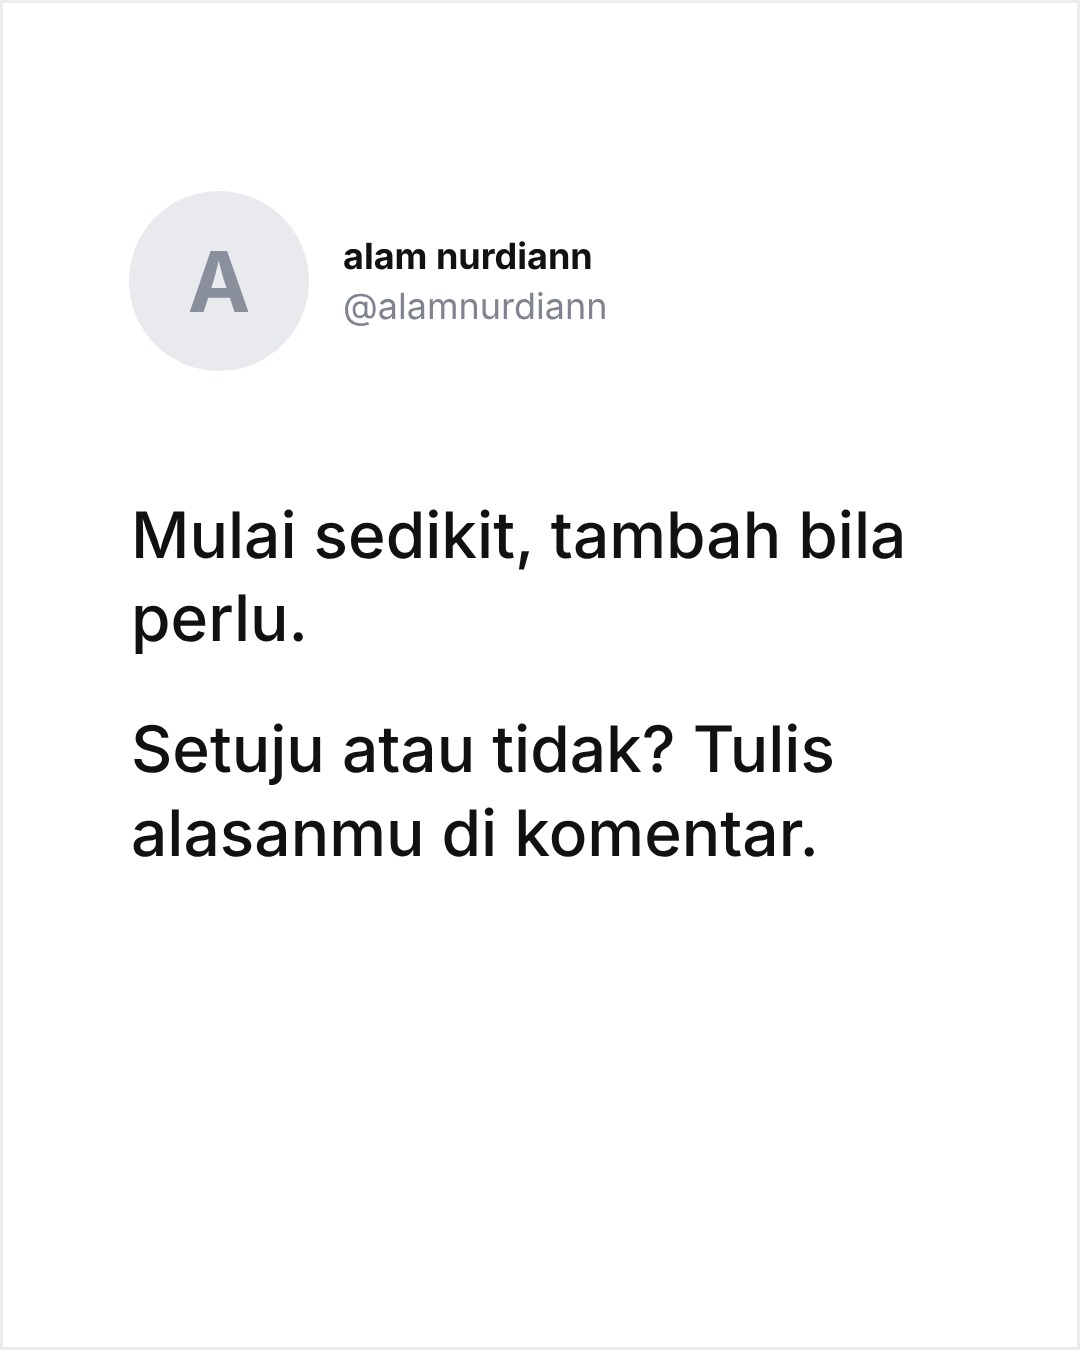 A
alam nurdiann
@alamnurdiann
Mulai sedikit, tambah bila
perlu.
Setuju atau tidak? Tulis
alasanmu di komentar.